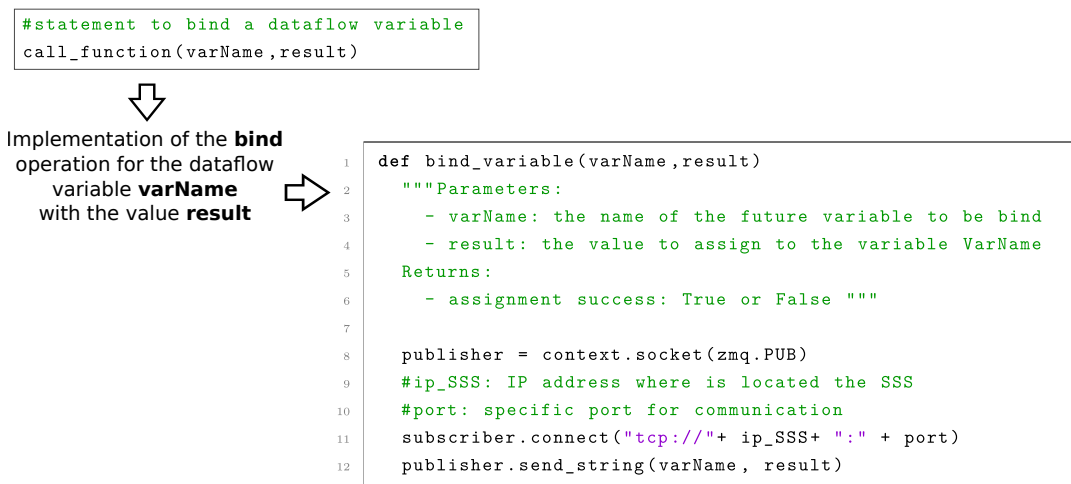 #statement to bind a dataflow variable
call_function(varName,result)
Implementation of the bind
operation for the dataflow
variable varName
with the value result
1 def bind_variable(varName,result)
2 """Parameters:
3 - varName: the name of the future variable to be bind
4 - result: the value to assign to the variable VarName
5 Returns:
6 - assignment success: True or False """
7
8 publisher = context.socket(zmq.PUB)
9 #ip_SSS: IP address where is located the SSS
10 #port: specific port for communication
11 subscriber.connect("tcp://"+ ip_SSS+ ":" + port)
12 publisher.send_string(varName, result)